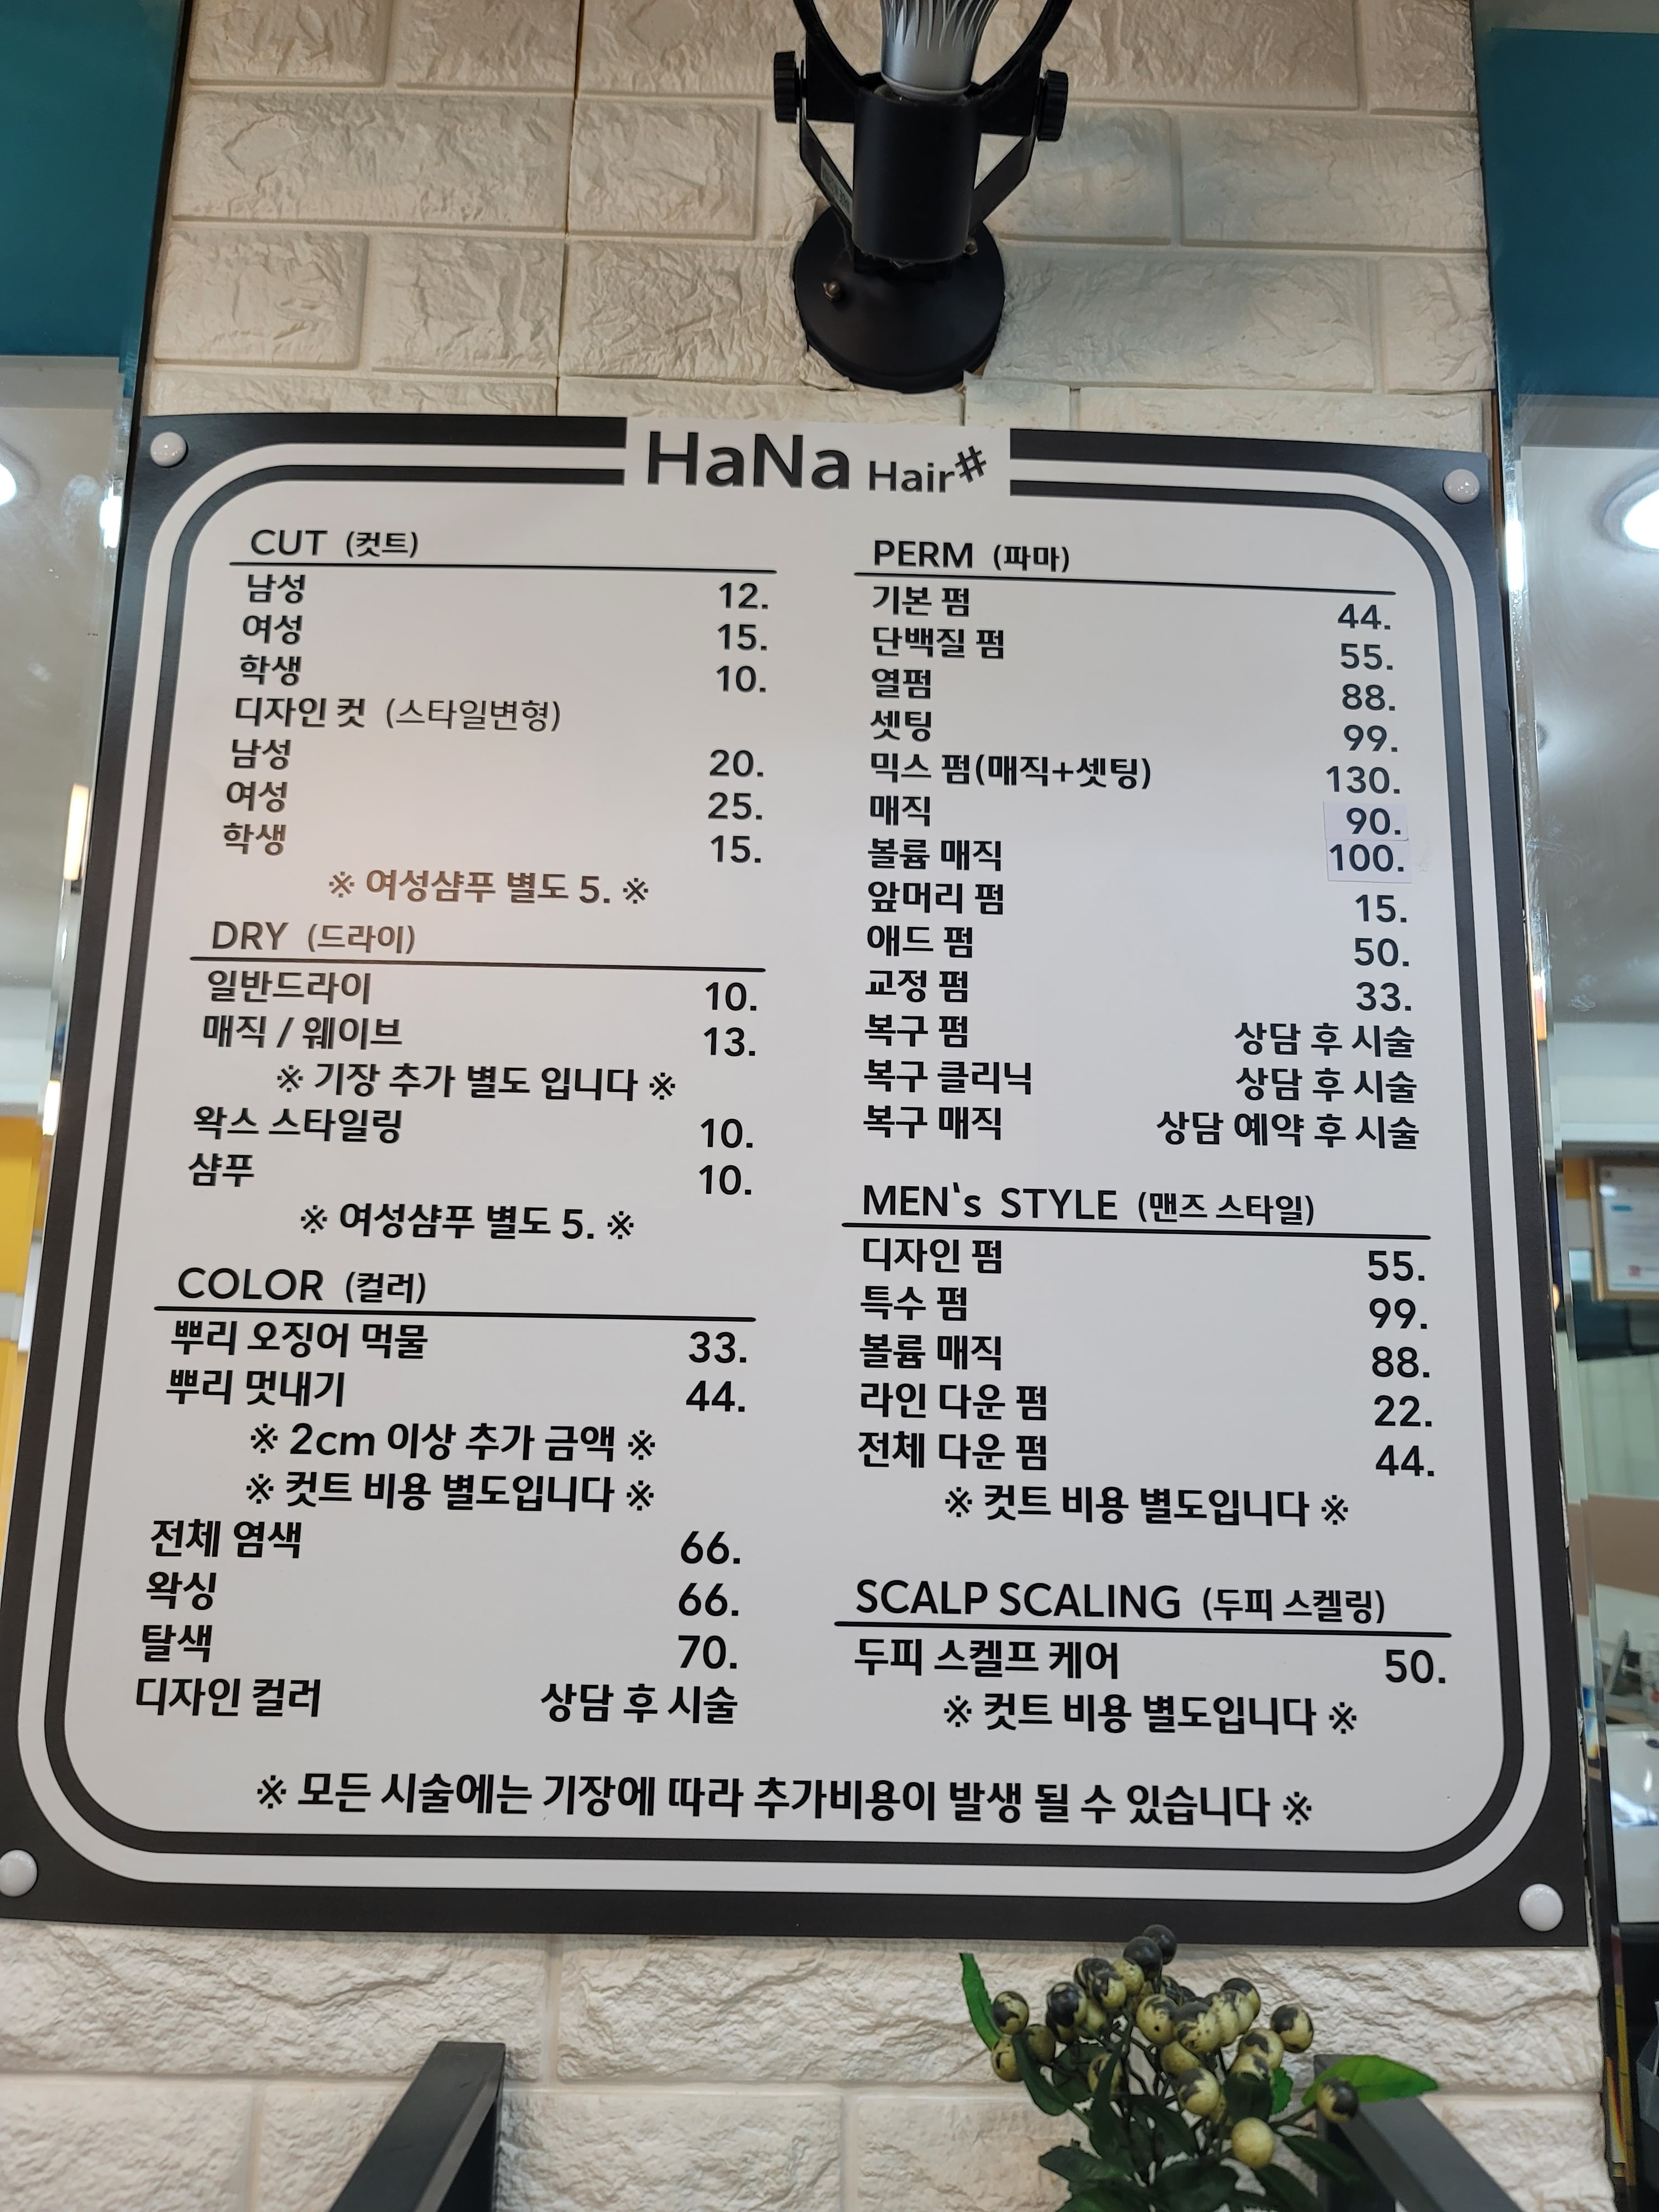 HaNa Hair#
CUT (컷트)
남성 12.
여성 15.
학생 10.
디자인 컷 (스타일변형)
남성 20.
여성 25.
학생 15.
※ 여성샴푸 별도 5. ※
DRY (드라이)
일반드라이 10.
매직 / 웨이브 13.
※ 기장 추가 별도 입니다 ※
왁스 스타일링 10.
샴푸 10.
※ 여성샴푸 별도 5. ※
COLOR (컬러)
뿌리 오징어 먹물 33.
뿌리 멋내기 44.
※ 2cm 이상 추가 금액 ※
※ 컷트 비용 별도입니다 ※
전체 염색 66.
왁싱 66.
탈색 70.
디자인 컬러 상담 후 시술
PERM (파마)
기본 펌 44.
단백질 펌 55.
열펌 88.
셋팅 99.
믹스 펌(매직+셋팅) 130.
매직 90.
볼륨 매직 100.
앞머리 펌 15.
애드 펌 50.
교정 펌 33.
복구 펌 상담 후 시술
복구 클리닉 상담 후 시술
복구 매직 상담 예약 후 시술
MEN‘s STYLE (맨즈 스타일)
디자인 펌 55.
특수 펌 99.
볼륨 매직 88.
라인 다운 펌 22.
전체 다운 펌 44.
※ 컷트 비용 별도입니다 ※
SCALP SCALING (두피 스켈링)
두피 스켈프 케어 50.
※ 컷트 비용 별도입니다 ※
※ 모든 시술에는 기장에 따라 추가비용이 발생 될 수 있습니다 ※